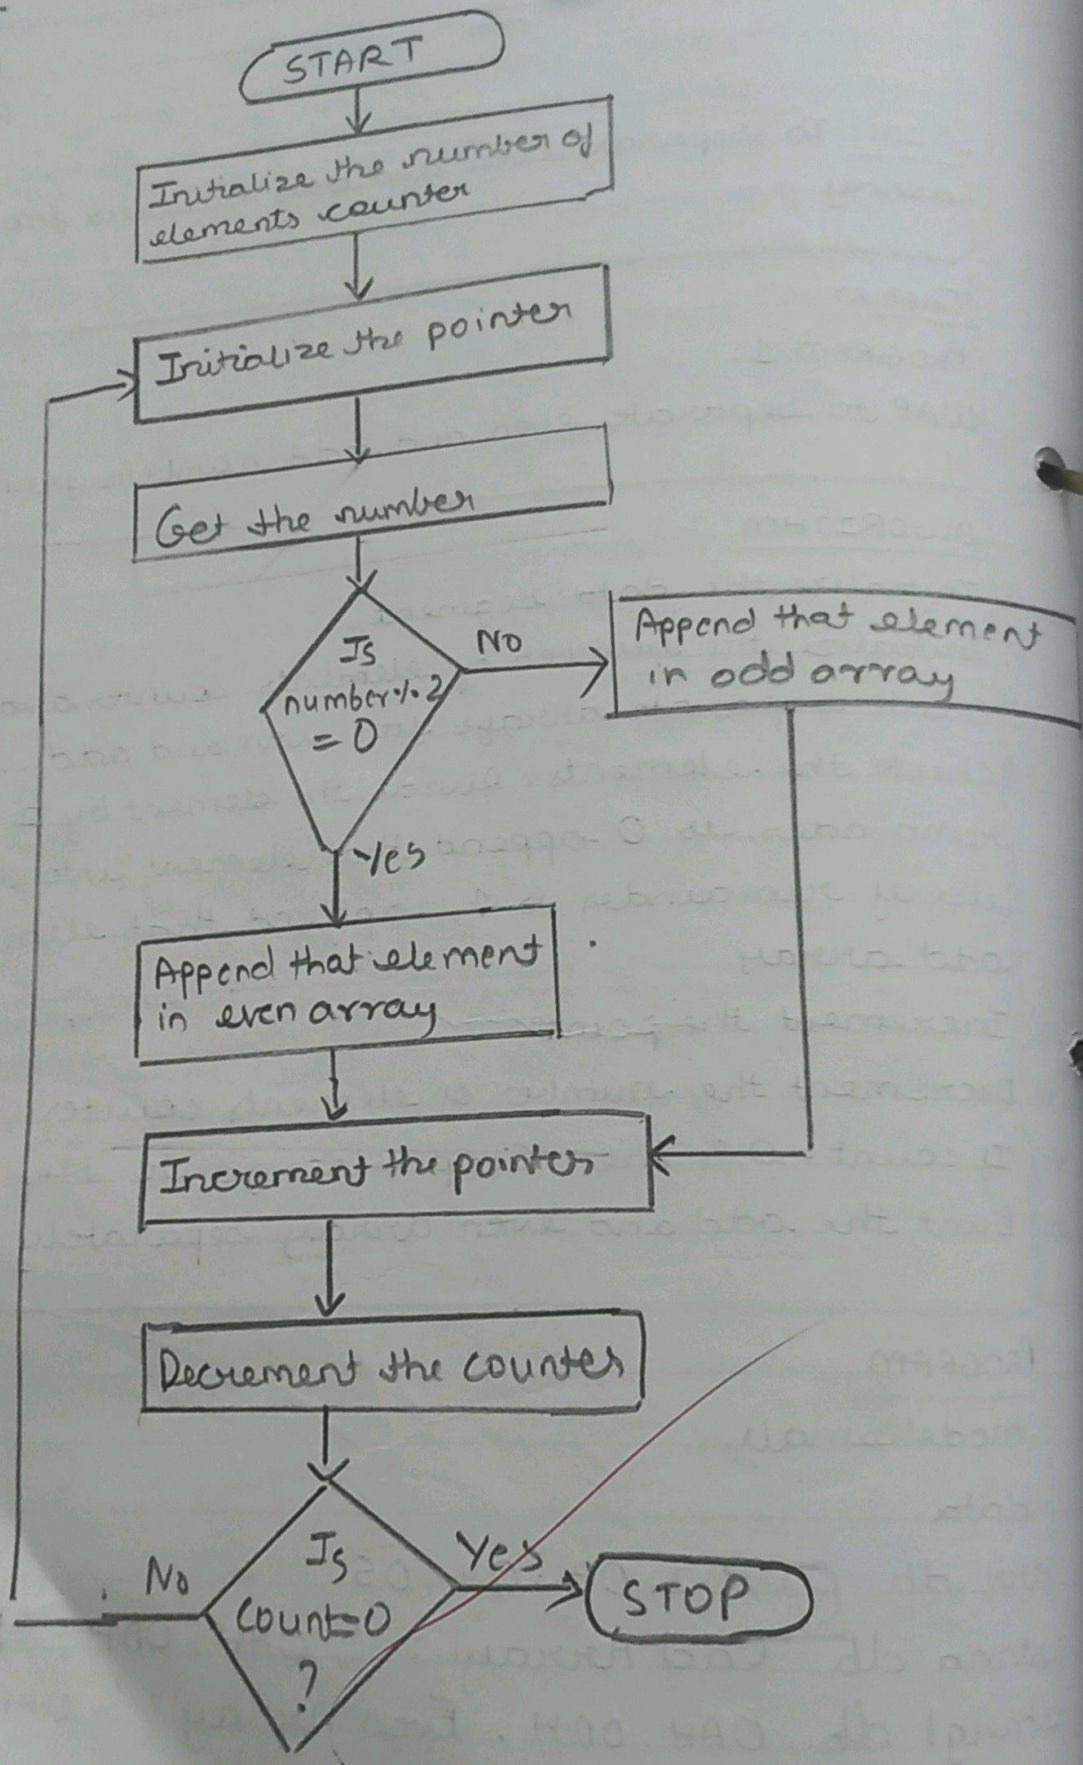 START
Initialize the number of
elements counter
Initialize the pointer
Get the number
Is
number%2
=0
No
Append that element
in odd array
Yes
Append that element
in even array
Increment the pointer
Decrement the counter
Is
count=0
?
No
Yes
STOP